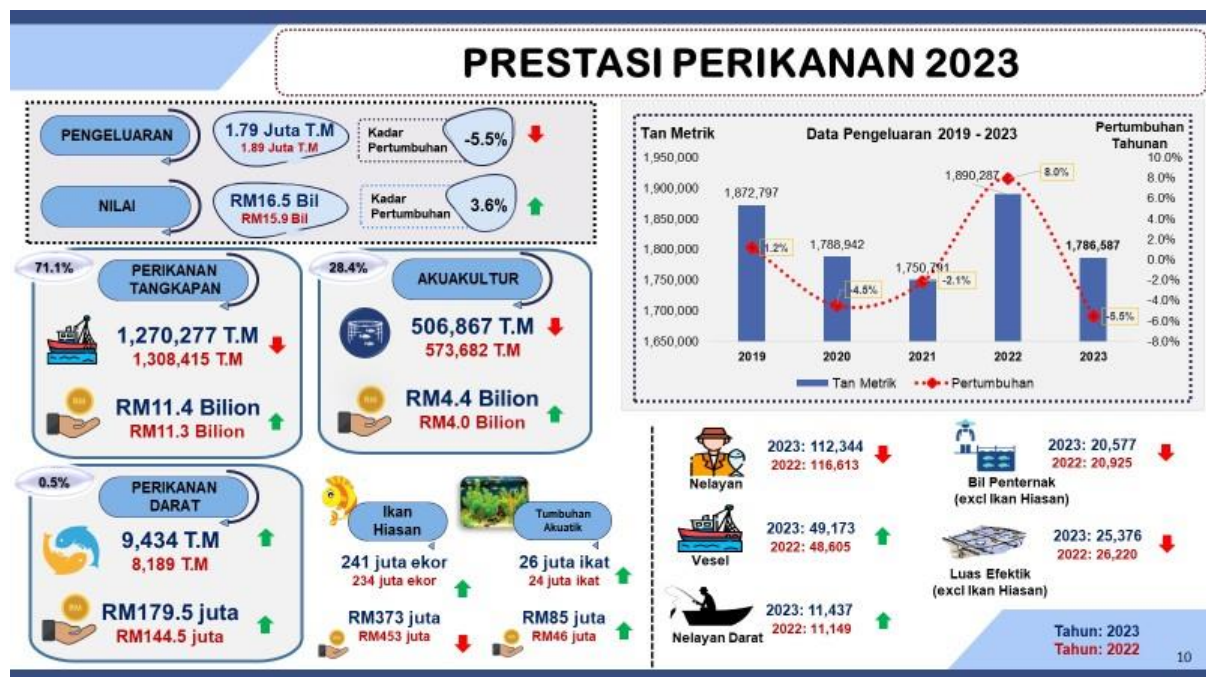 PRESTASI PERIKANAN 2023
PENGELUARAN
1.79 Juta T.M
1.89 Juta T.M
Kadar
Pertumbuhan
-5.5%
NILAI
RM16.5 Bil
RM15.9 Bil
Kadar
Pertumbuhan
3.6%
71.1%
PERIKANAN
TANGKAPAN
1,270,277 T.M
1,308,415 T.M
RM11.4 Bilion
RM11.3 Bilion
28.4%
AKUAKULTUR
506,867 T.M
573,682 T.M
RM4.4 Bilion
RM4.0 Bilion
0.5%
PERIKANAN
DARAT
9,434 T.M
8,189 T.M
RM179.5 juta
RM144.5 juta
Ikan
Hiasan
241 juta ekor
234 juta ekor
RM373 juta
RM453 juta
Tumbuhan
Akuatik
26 juta ikat
24 juta ikat
RM85 juta
RM46 juta
Tan Metrik
Data Pengeluaran 2019 - 2023
Pertumbuhan
Tahunan
1,950,000
1,900,000
1,850,000
1,800,000
1,750,000
1,700,000
1,650,000
10.0%
8.0%
6.0%
4.0%
2.0%
0.0%
-2.0%
-4.0%
-6.0%
-8.0%
1,872,797
1,788,942
1,750,791
1,890,287
1,786,587
1.2%
-4.5%
-2.1%
8.0%
-5.5%
2019
2020
2021
2022
2023
Tan Metrik
Pertumbuhan
Nelayan
2023: 112,344
2022: 116,613
Vesel
2023: 49,173
2022: 48,605
Nelayan Darat
2023: 11,437
2022: 11,149
Bil Penternak
(excl Ikan Hiasan)
2023: 20,577
2022: 20,925
Luas Efektik
(excl Ikan Hiasan)
2023: 25,376
2022: 26,220
Tahun: 2023
Tahun: 2022
10